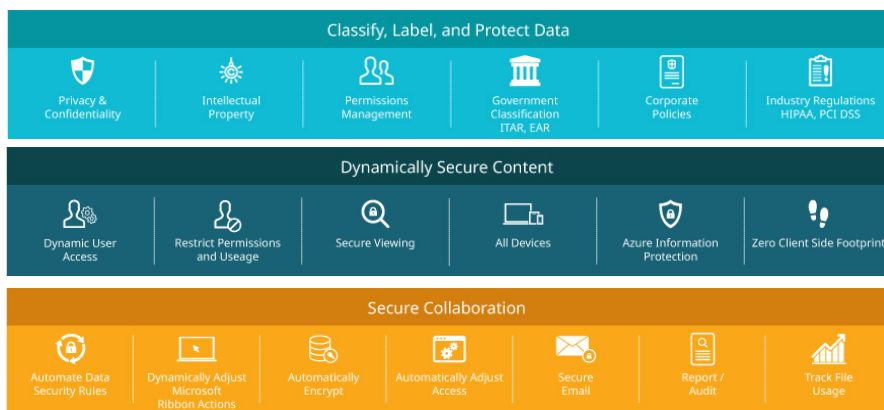 Classify, Label, and Protect Data
Privacy &
Confidentiality
Intellectual
Property
Permissions
Management
Government
Classification
ITAR, EAR
Corporate
Policies
Industry Regulations
HIPAA, PCI DSS
Dynamically Secure Content
Dynamic User
Access
Restrict Permissions
and Useage
Secure Viewing
All Devices
Azure Information
Protection
Zero Client Side Footprint
Secure Collaboration
Automate Data
Security Rules
Dynamically Adjust
Microsoft
Ribbon Actions
Automatically
Encrypt
Automatically Adjust
Access
Secure
Email
Report /
Audit
Track File
Usage